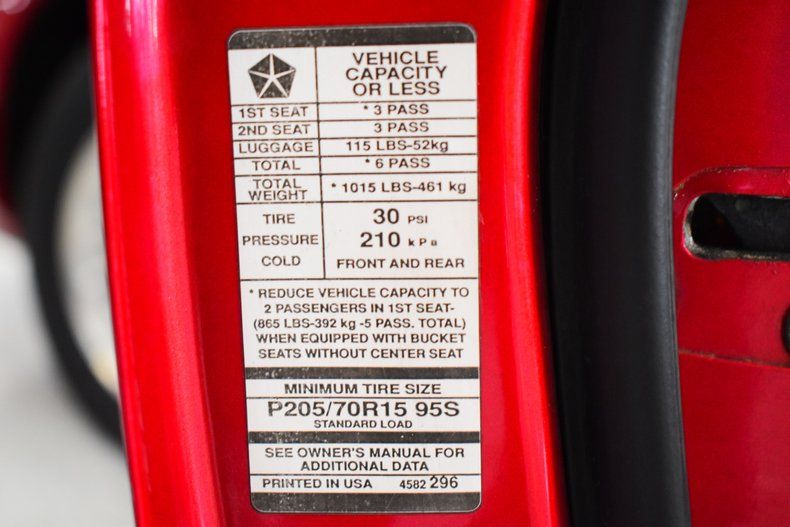 VEHICLE
CAPACITY
OR LESS
1ST SEAT * 3 PASS
2ND SEAT 3 PASS
LUGGAGE 115 LBS-52kg
TOTAL * 6 PASS
TOTAL
WEIGHT * 1015 LBS-461 kg
TIRE 30 PSI
PRESSURE 210 kPa
COLD FRONT AND REAR
* REDUCE VEHICLE CAPACITY TO
2 PASSENGERS IN 1ST SEAT-
(865 LBS-392 kg -5 PASS. TOTAL)
WHEN EQUIPPED WITH BUCKET
SEATS WITHOUT CENTER SEAT
MINIMUM TIRE SIZE
P205/70R15 95S
STANDARD LOAD
SEE OWNER'S MANUAL FOR
ADDITIONAL DATA
PRINTED IN USA 4582 296